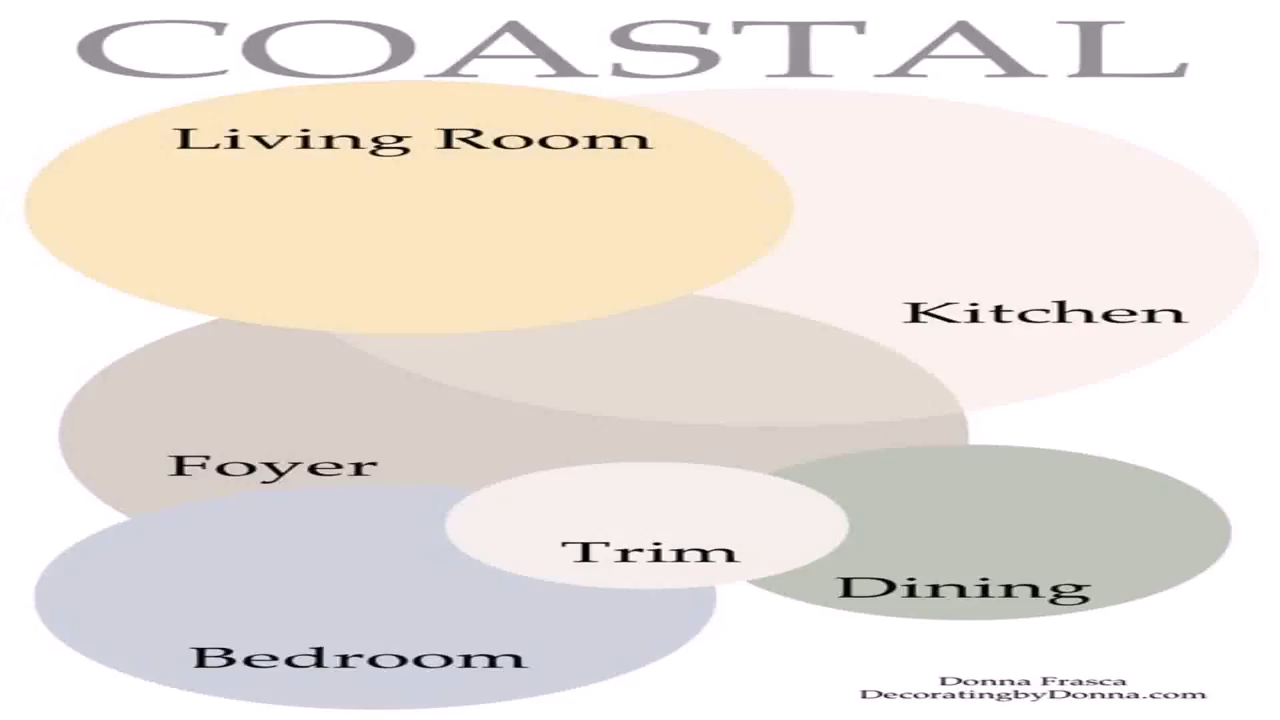 COASTAL
Living Room
Kitchen
Foyer
Trim
Dining
Bedroom
Donna Frasca
DecoratingbyDonna.com